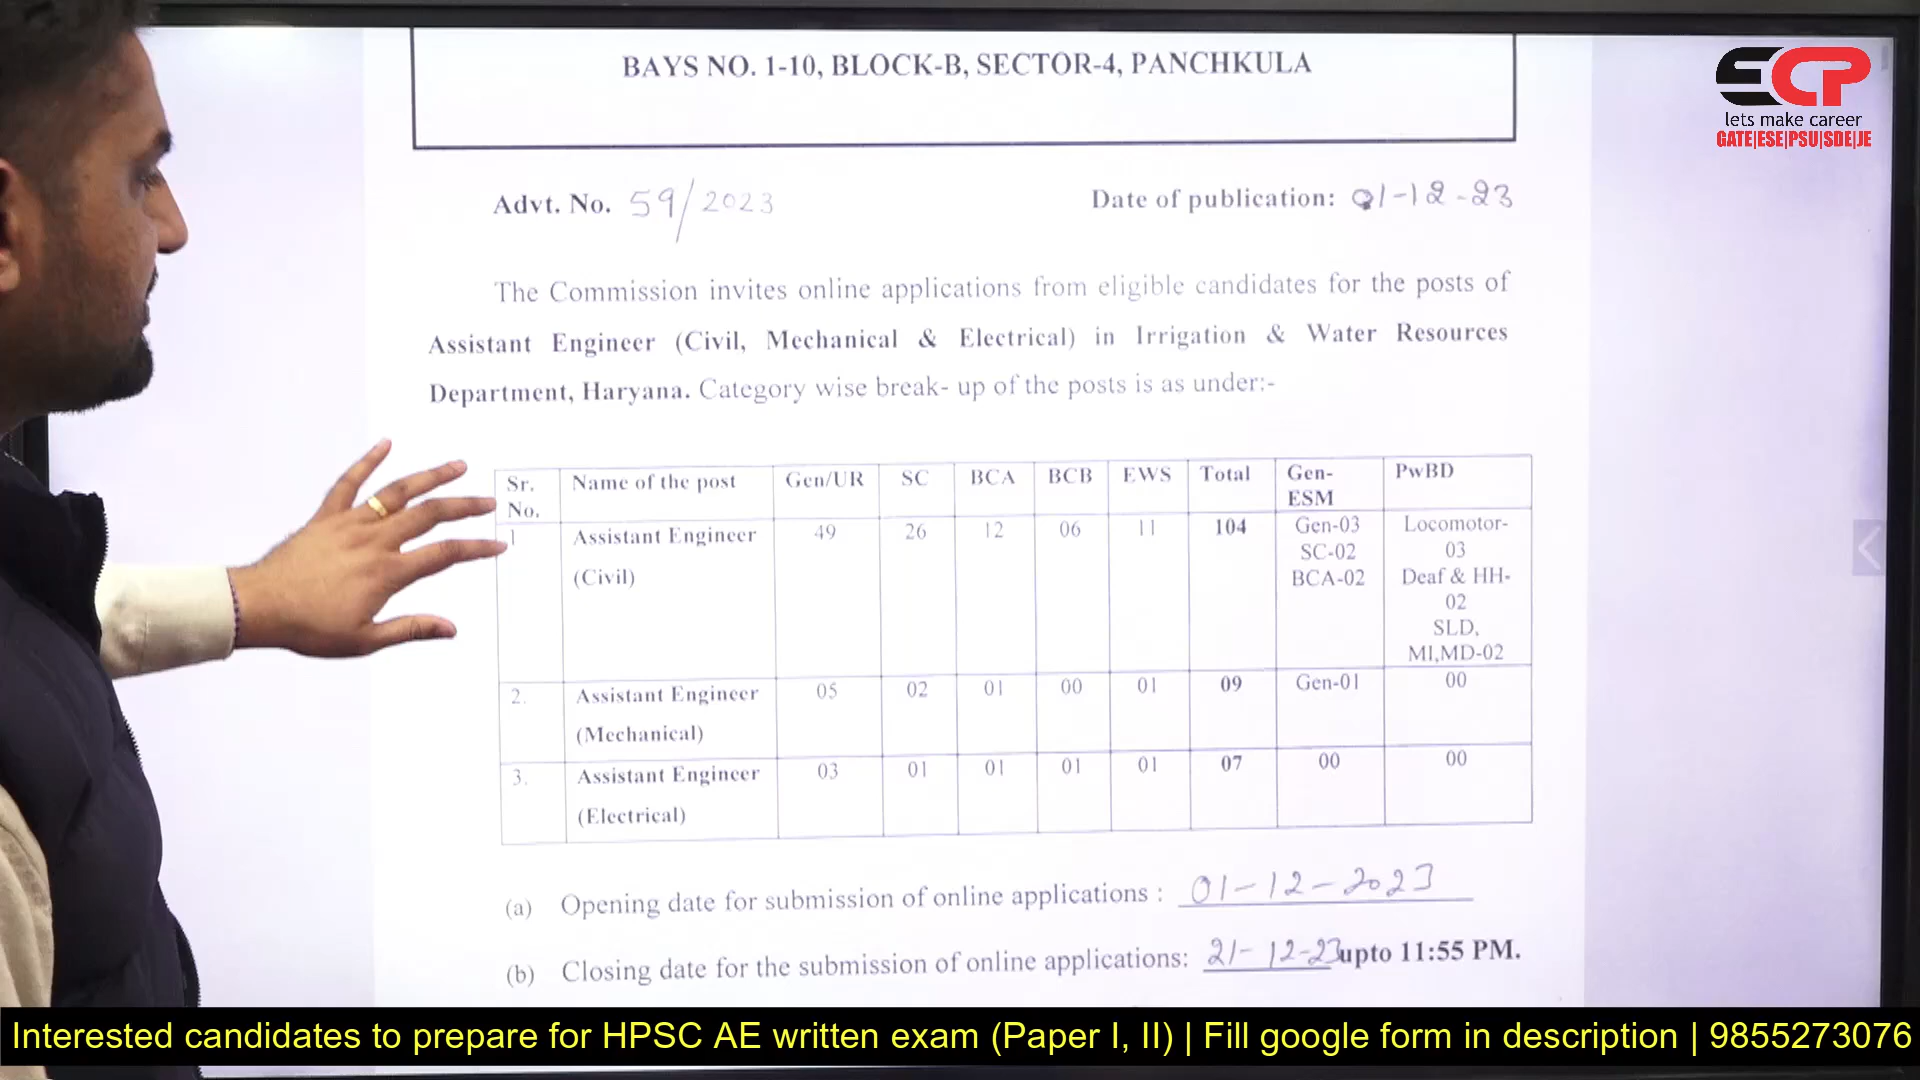 BAYS NO. 1-10, BLOCK-B, SECTOR-4, PANCHKULA
ECP
lets make career
GATE|ESE|PSU|SDE|JE
Advt. No. 59/2023 Date of publication: 01-12-23
The Commission invites online applications from eligible candidates for the posts of
Assistant Engineer (Civil, Mechanical & Electrical) in Irrigation & Water Resources
Department, Haryana. Category wise break- up of the posts is as under:-
Sr. No. Name of the post Gen/UR SC BCA BCB EWS Total Gen-ESM PwBD
1 Assistant Engineer (Civil) 49 26 12 06 11 104 Gen-03 SC-02 BCA-02 Locomotor-03 Deaf & HH-02 SLD, MI,MD-02
2. Assistant Engineer (Mechanical) 05 02 01 00 01 09 Gen-01 00
3. Assistant Engineer (Electrical) 03 01 01 01 01 07 00 00
(a) Opening date for submission of online applications : 01-12-2023
(b) Closing date for the submission of online applications: 21-12-23 upto 11:55 PM.
Interested candidates to prepare for HPSC AE written exam (Paper I, II) | Fill google form in description | 9855273076